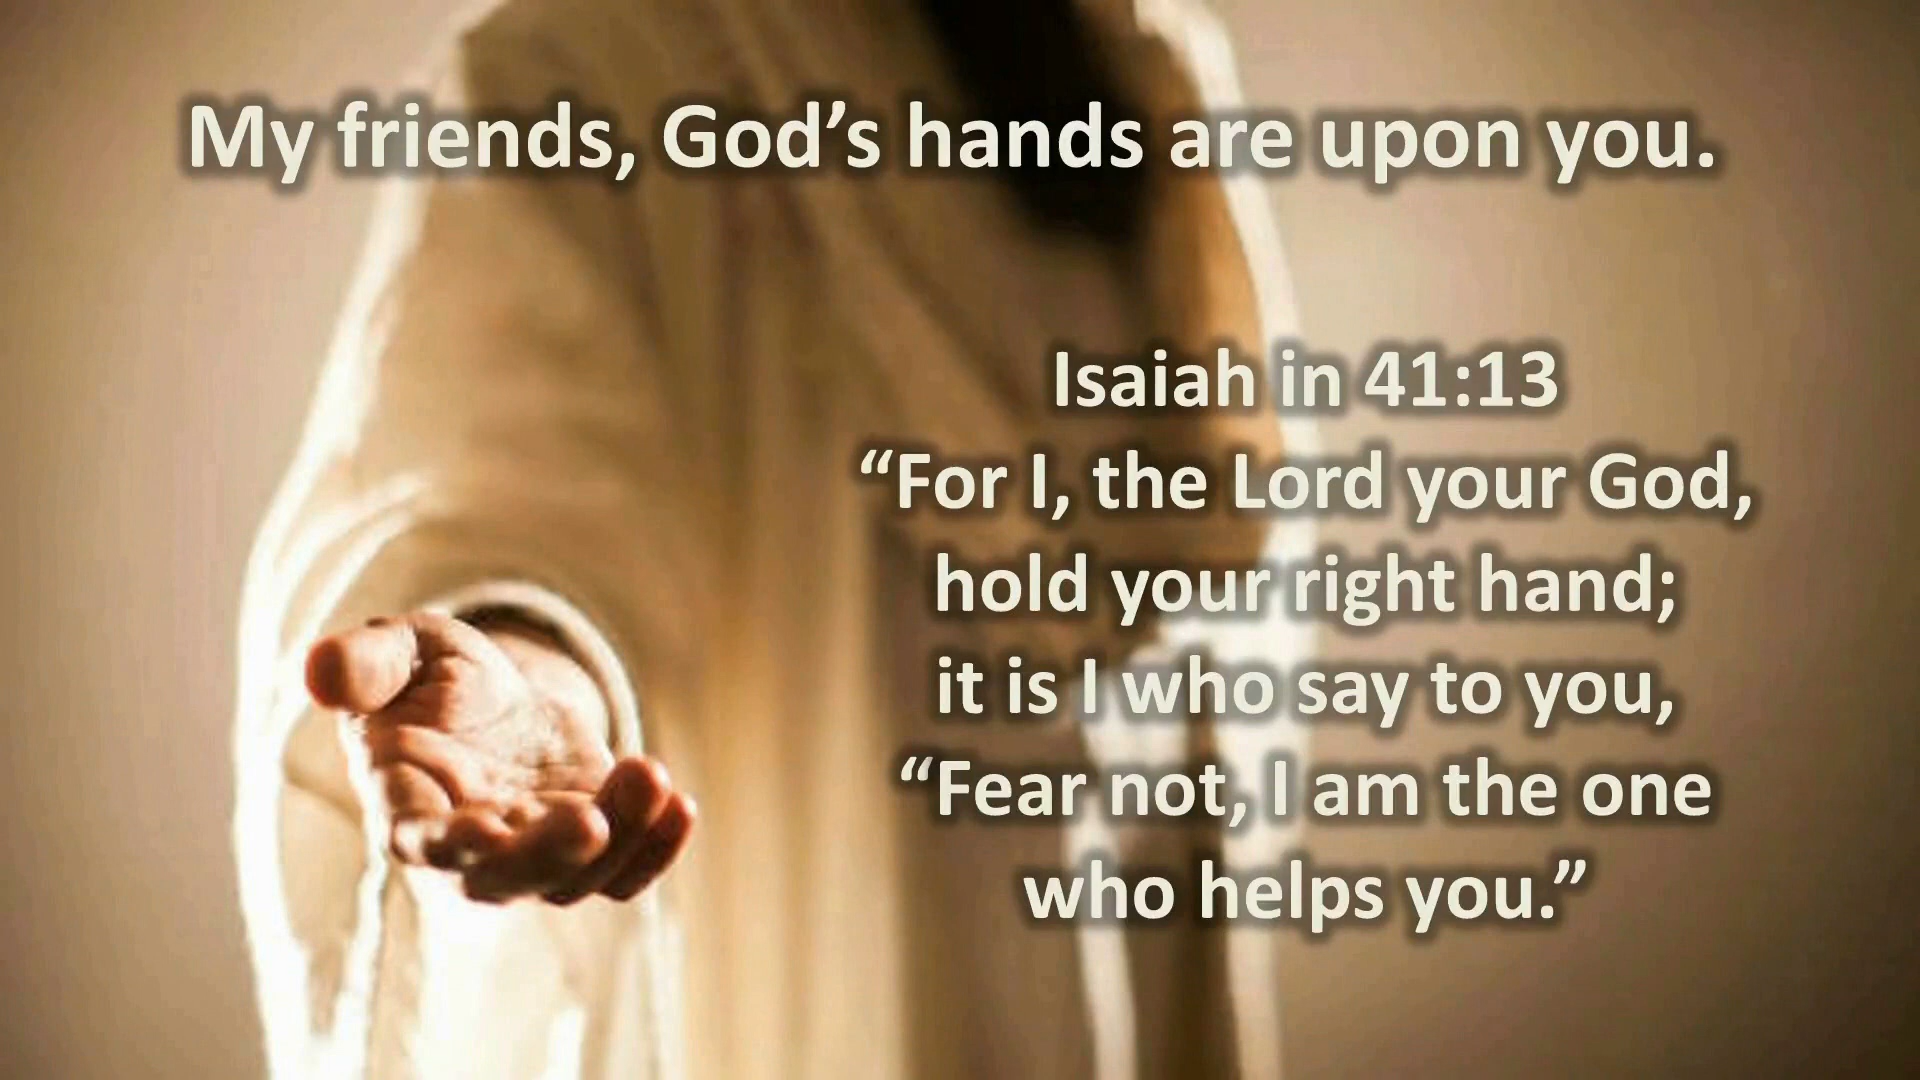 My friends, God’s hands are upon you.
Isaiah in 41:13
“For I, the Lord your God,
hold your right hand;
it is I who say to you,
“Fear not, I am the one
who helps you.”